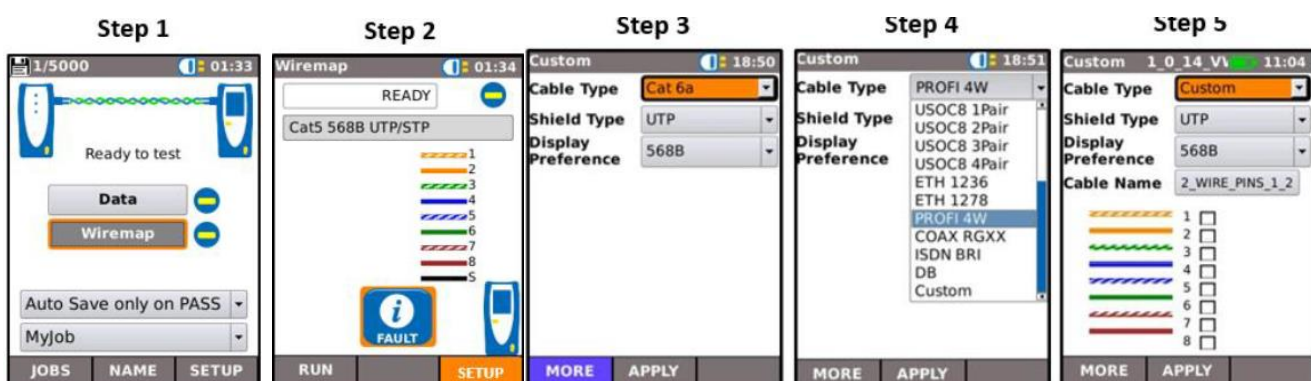 Step 1
1/5000 01:33
Ready to test
Data
Wiremap
Auto Save only on PASS
MyJob
JOBS NAME SETUP
Step 2
Wiremap 01:34
READY
Cat5 568B UTP/STP
1
2
3
4
5
6
7
8
S
i
FAULT
RUN SETUP
Step 3
Custom 18:50
Cable Type Cat 6a
Shield Type UTP
Display
Preference 568B
MORE APPLY
Step 4
Custom 18:51
Cable Type PROFI 4W
Shield Type
Display
Preference
USOC8 1Pair
USOC8 2Pair
USOC8 3Pair
USOC8 4Pair
ETH 1236
ETH 1278
PROFI 4W
COAX RGXX
ISDN BRI
DB
Custom
MORE APPLY
Step 5
Custom 1_0_14_VV 11:04
Cable Type Custom
Shield Type UTP
Display
Preference 568B
Cable Name 2_WIRE_PINS_1_2
1
2
3
4
5
6
7
8
MORE APPLY